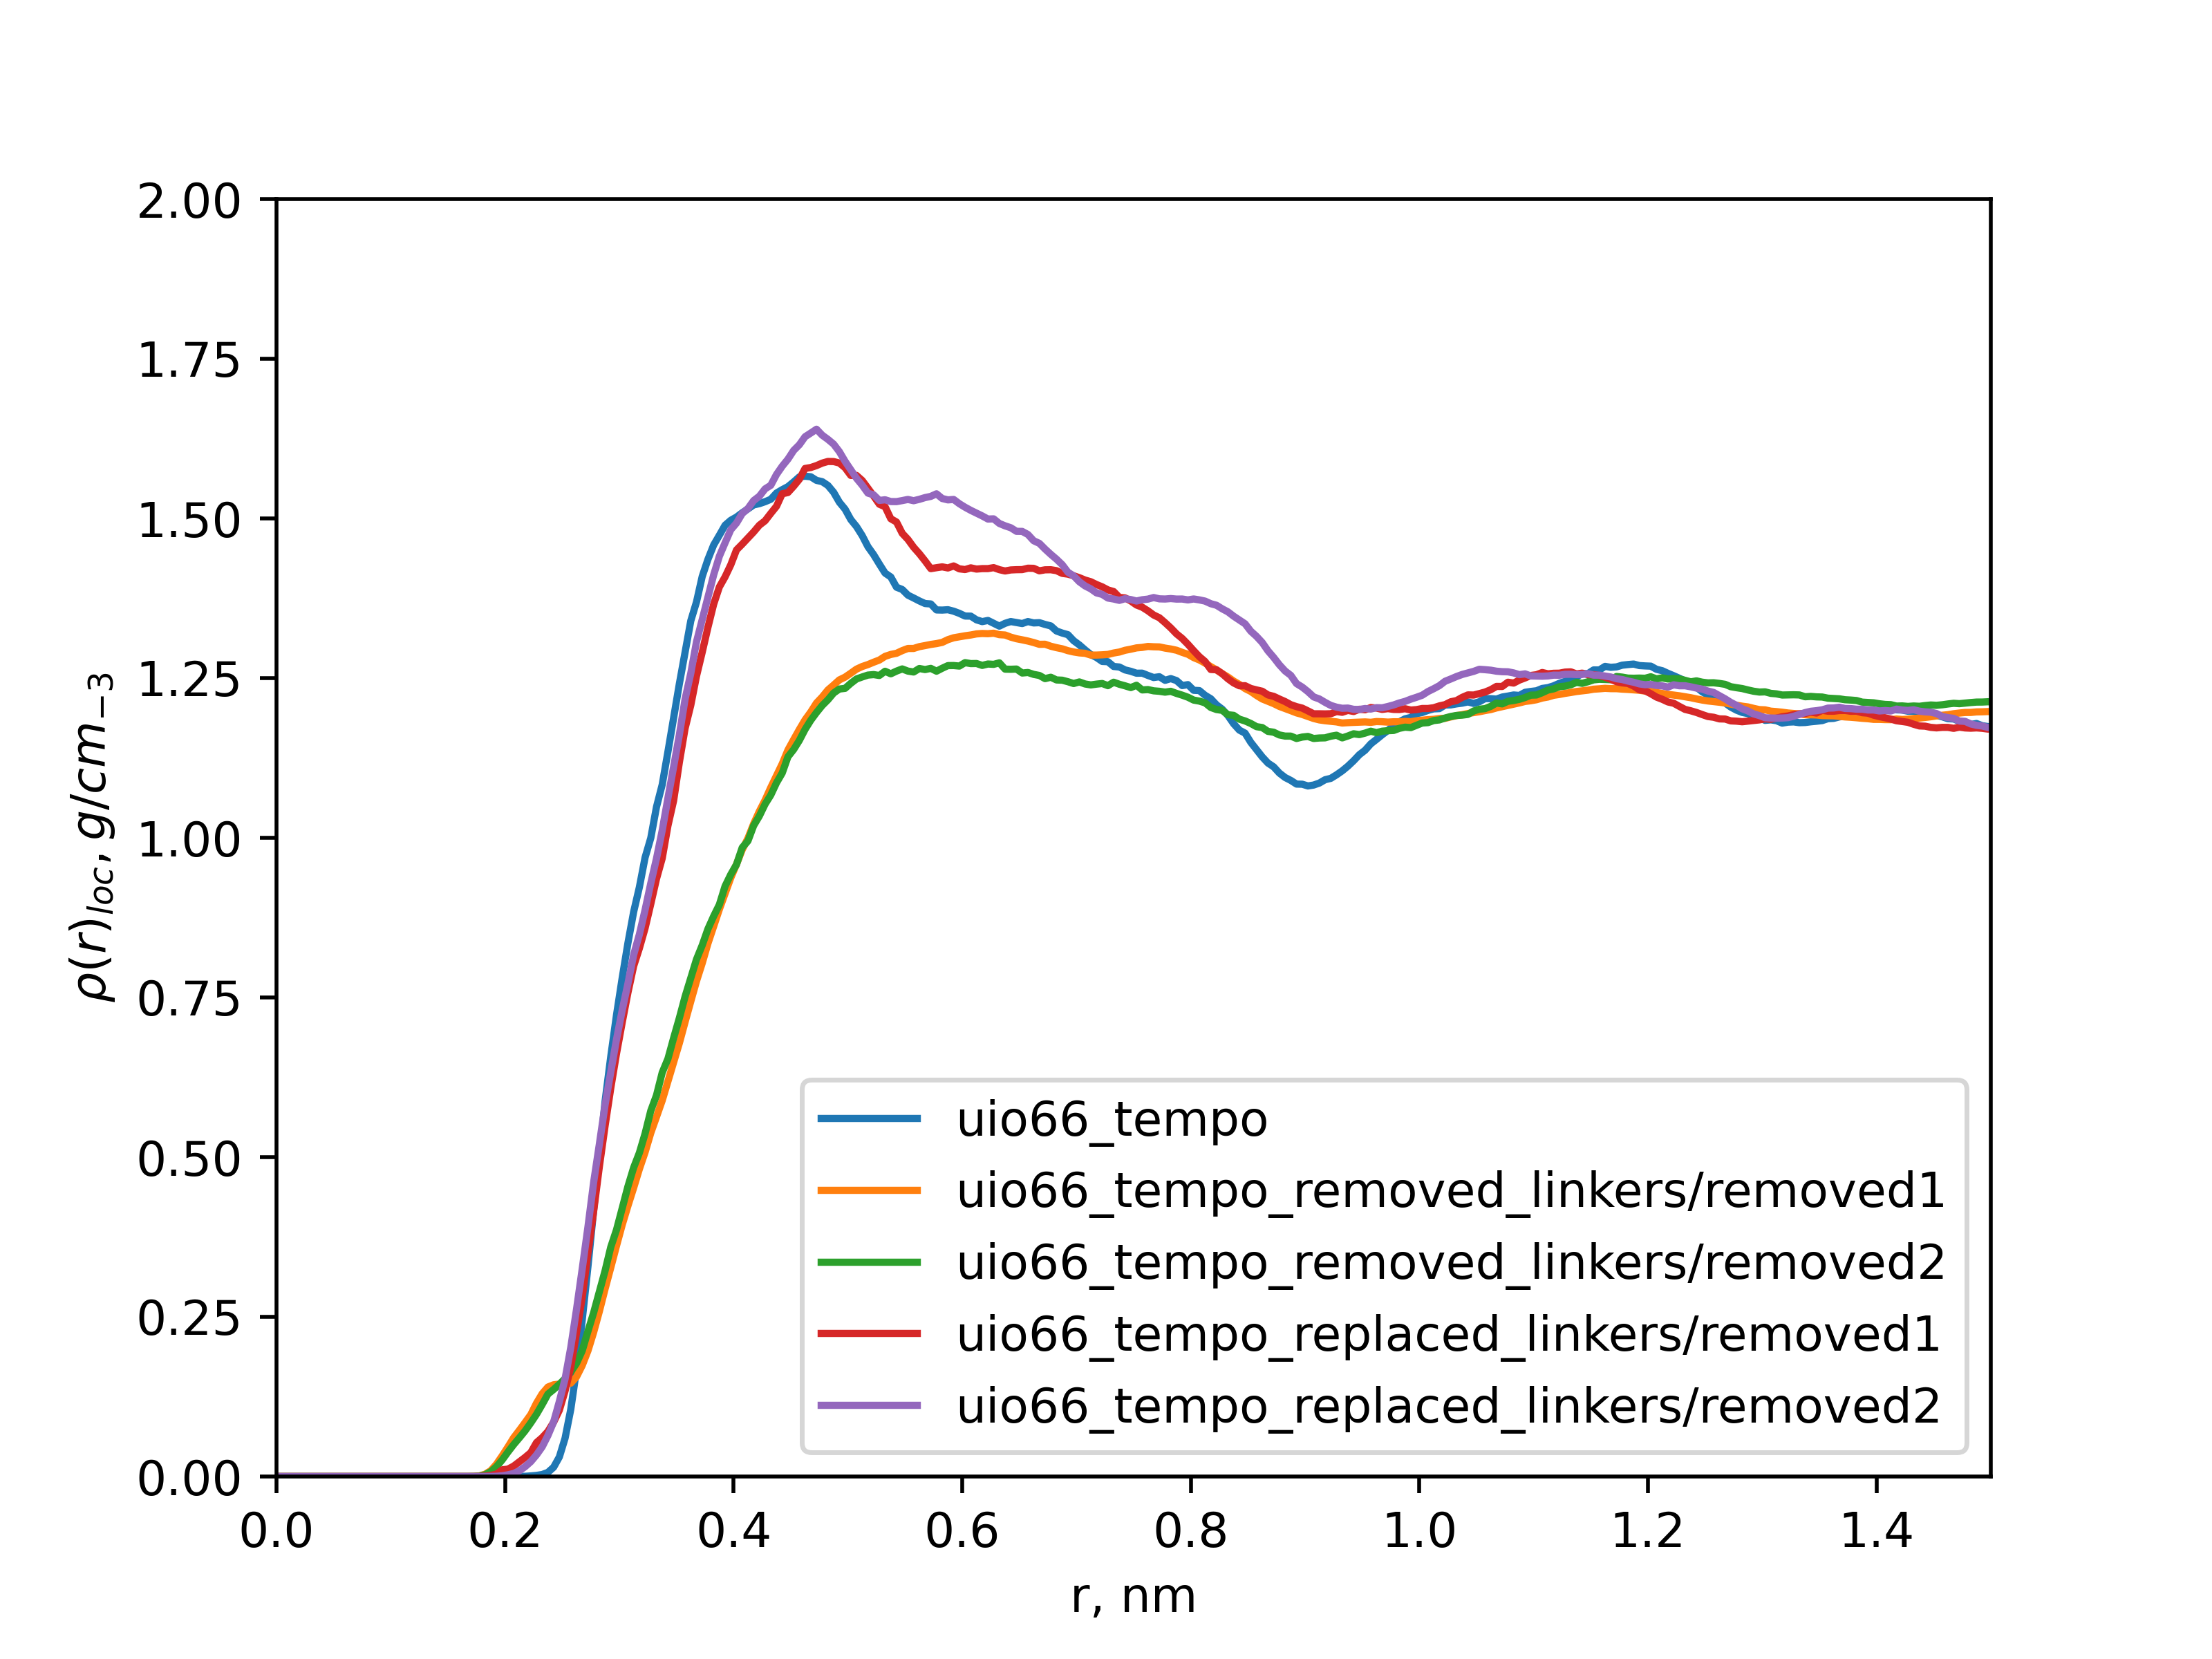 2.00
1.75
1.50
1.25
1.00
0.75
0.50
0.25
0.00
ρ(r)loc, g/cm−3
uio66_tempo
uio66_tempo_removed_linkers/removed1
uio66_tempo_removed_linkers/removed2
uio66_tempo_replaced_linkers/removed1
uio66_tempo_replaced_linkers/removed2
0.0 0.2 0.4 0.6 0.8 1.0 1.2 1.4
r, nm